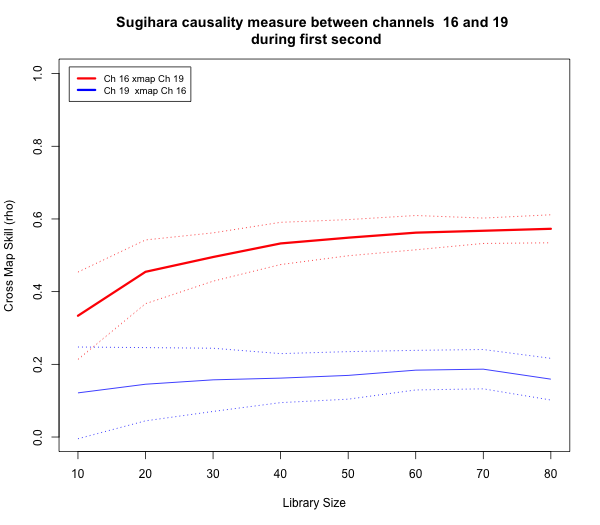 Sugihara causality measure between channels  16 and 19
during first second
Ch 16 xmap Ch 19
Ch 19  xmap Ch 16
Cross Map Skill (rho)
1.0
0.8
0.6
0.4
0.2
0.0
10 20 30 40 50 60 70 80
Library Size